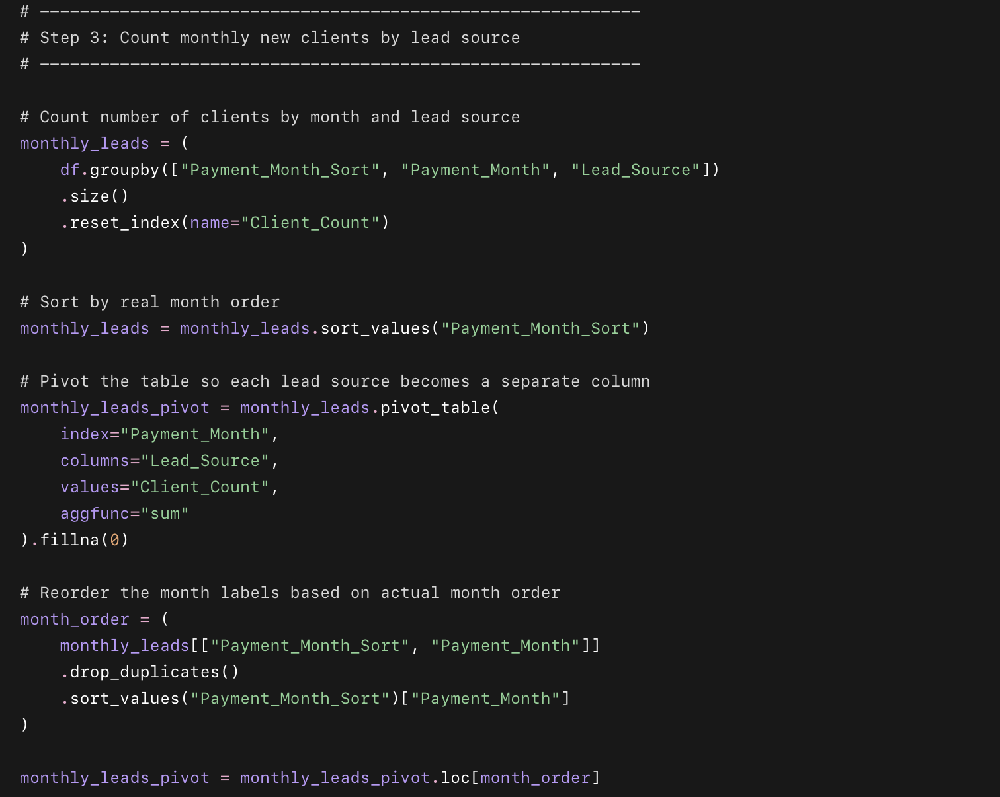 # ------------------------------------------------------------
# Step 3: Count monthly new clients by lead source
# ------------------------------------------------------------

# Count number of clients by month and lead source
monthly_leads = (
    df.groupby(["Payment_Month_Sort", "Payment_Month", "Lead_Source"])
    .size()
    .reset_index(name="Client_Count")
)

# Sort by real month order
monthly_leads = monthly_leads.sort_values("Payment_Month_Sort")

# Pivot the table so each lead source becomes a separate column
monthly_leads_pivot = monthly_leads.pivot_table(
    index="Payment_Month",
    columns="Lead_Source",
    values="Client_Count",
    aggfunc="sum"
).fillna(0)

# Reorder the month labels based on actual month order
month_order = (
    monthly_leads[["Payment_Month_Sort", "Payment_Month"]]
    .drop_duplicates()
    .sort_values("Payment_Month_Sort")["Payment_Month"]
)

monthly_leads_pivot = monthly_leads_pivot.loc[month_order]